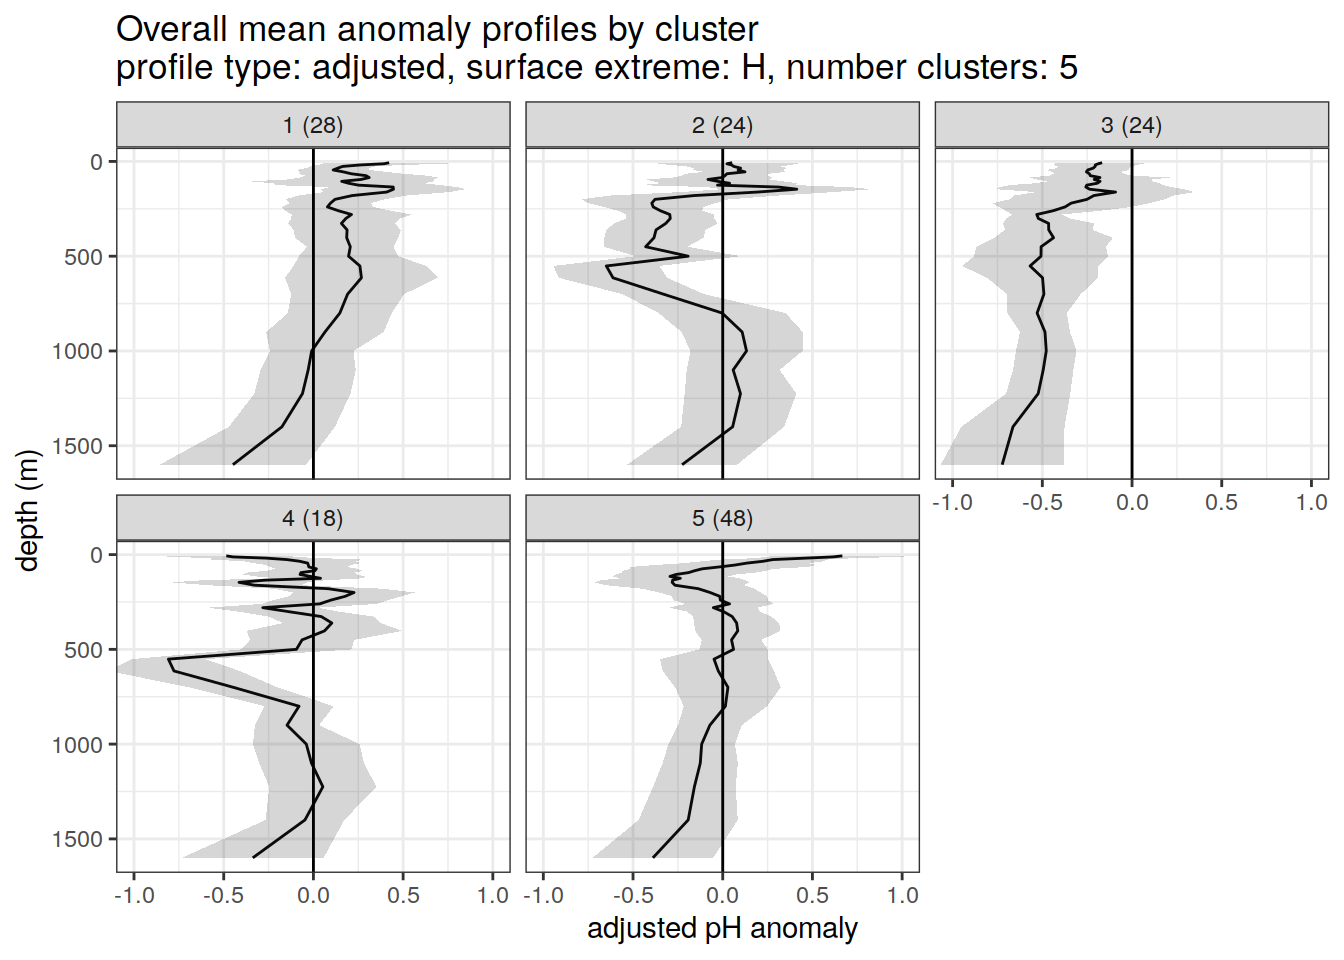 Overall mean anomaly profiles by cluster
profile type: adjusted, surface extreme: H, number clusters: 5
1 (28)
2 (24)
3 (24)
0
500
1000
1500
-1.0 -0.5 0.0 0.5 1.0
4 (18)
5 (48)
0
500
1000
1500
-1.0 -0.5 0.0 0.5 1.0
-1.0 -0.5 0.0 0.5 1.0
depth (m)
adjusted pH anomaly